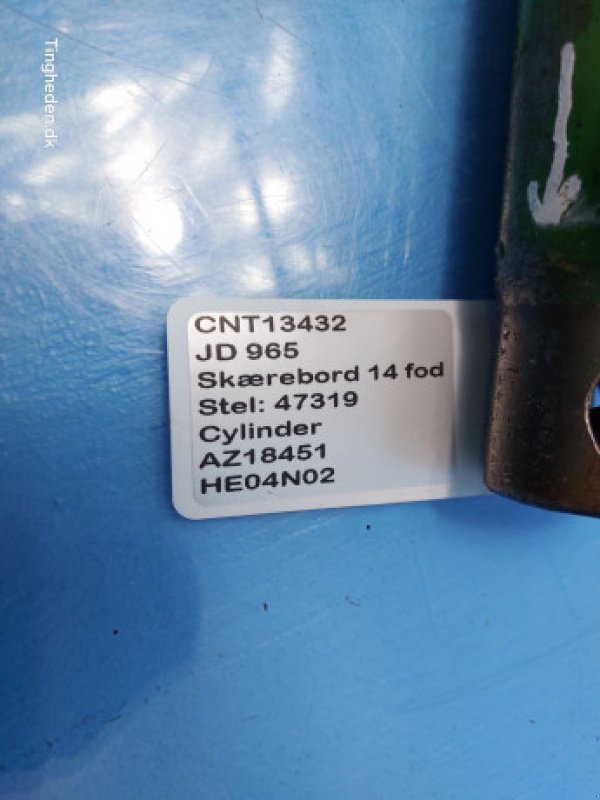 Tingheden.dk
CNT13432
JD 965
Skærebord 14 fod
Stel: 47319
Cylinder
AZ18451
HE04N02